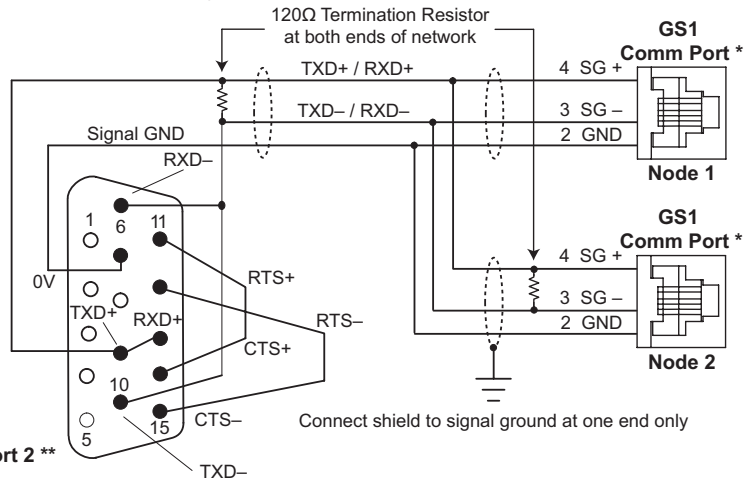 120Ω Termination Resistor
at both ends of network
GS1
Comm Port *
TXD+ / RXD+
4 SG +
TXD– / RXD–
3 SG –
Signal GND
2 GND
RXD–
Node 1
1
6
11
GS1
Comm Port *
0V
RTS+
4 SG +
TXD+
RXD+
RTS–
3 SG –
CTS+
2 GND
10
Node 2
5
15
CTS–
Connect shield to signal ground at one end only
ort 2 **
TXD–